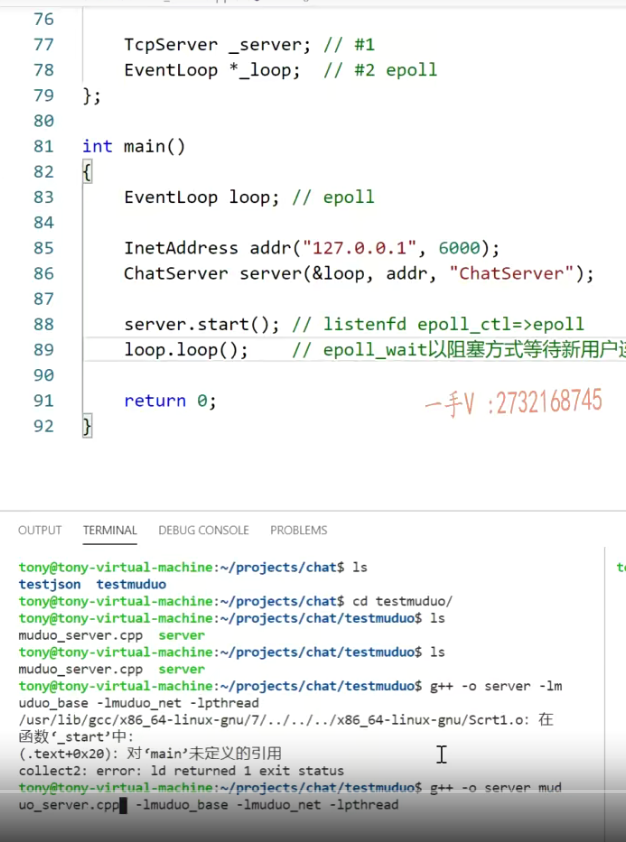 76
77 TcpServer _server; // #1
78 EventLoop *_loop; // #2 epoll
79 };
80
81 int main()
82 {
83 EventLoop loop; // epoll
84
85 InetAddress addr("127.0.0.1", 6000);
86 ChatServer server(&loop, addr, "ChatServer");
87
88 server.start(); // listenfd epoll_ctl=>epoll
89 loop.loop(); // epoll_wait以阻塞方式等待新用户
90
91 return 0;
一手V :2732168745
92 }
OUTPUT TERMINAL DEBUG CONSOLE PROBLEMS
tony@tony-virtual-machine:~/projects/chat$ ls
testjson testmuduo
tony@tony-virtual-machine:~/projects/chat$ cd testmuduo/
tony@tony-virtual-machine:~/projects/chat/testmuduo$ ls
muduo_server.cpp server
tony@tony-virtual-machine:~/projects/chat/testmuduo$ ls
muduo_server.cpp server
tony@tony-virtual-machine:~/projects/chat/testmuduo$ g++ -o server -lm
uduo_base -lmuduo_net -lpthread
/usr/lib/gcc/x86_64-linux-gnu/7/../../../x86_64-linux-gnu/Scrt1.o: 在
函数‘_start’中:
(.text+0x20): 对‘main’未定义的引用
collect2: error: ld returned 1 exit status
tony@tony-virtual-machine:~/projects/chat/testmuduo$ g++ -o server mud
uo_server.cpp -lmuduo_base -lmuduo_net -lpthread